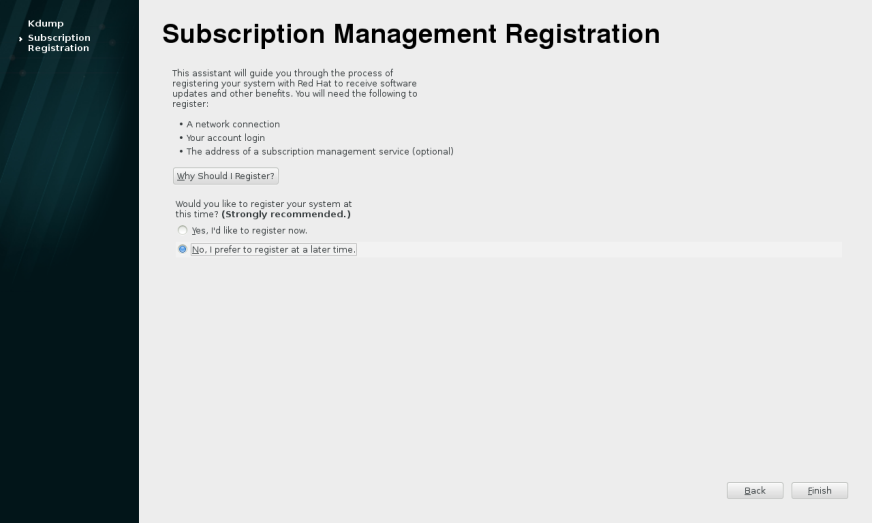 Kdump
Subscription
Registration
Subscription Management Registration
This assistant will guide you through the process of
registering your system with Red Hat to receive software
updates and other benefits. You will need the following to
register:
• A network connection
• Your account login
• The address of a subscription management service (optional)
Why Should I Register?
Would you like to register your system at
this time? (Strongly recommended.)
Yes, I'd like to register now.
No, I prefer to register at a later time.
Back
Finish